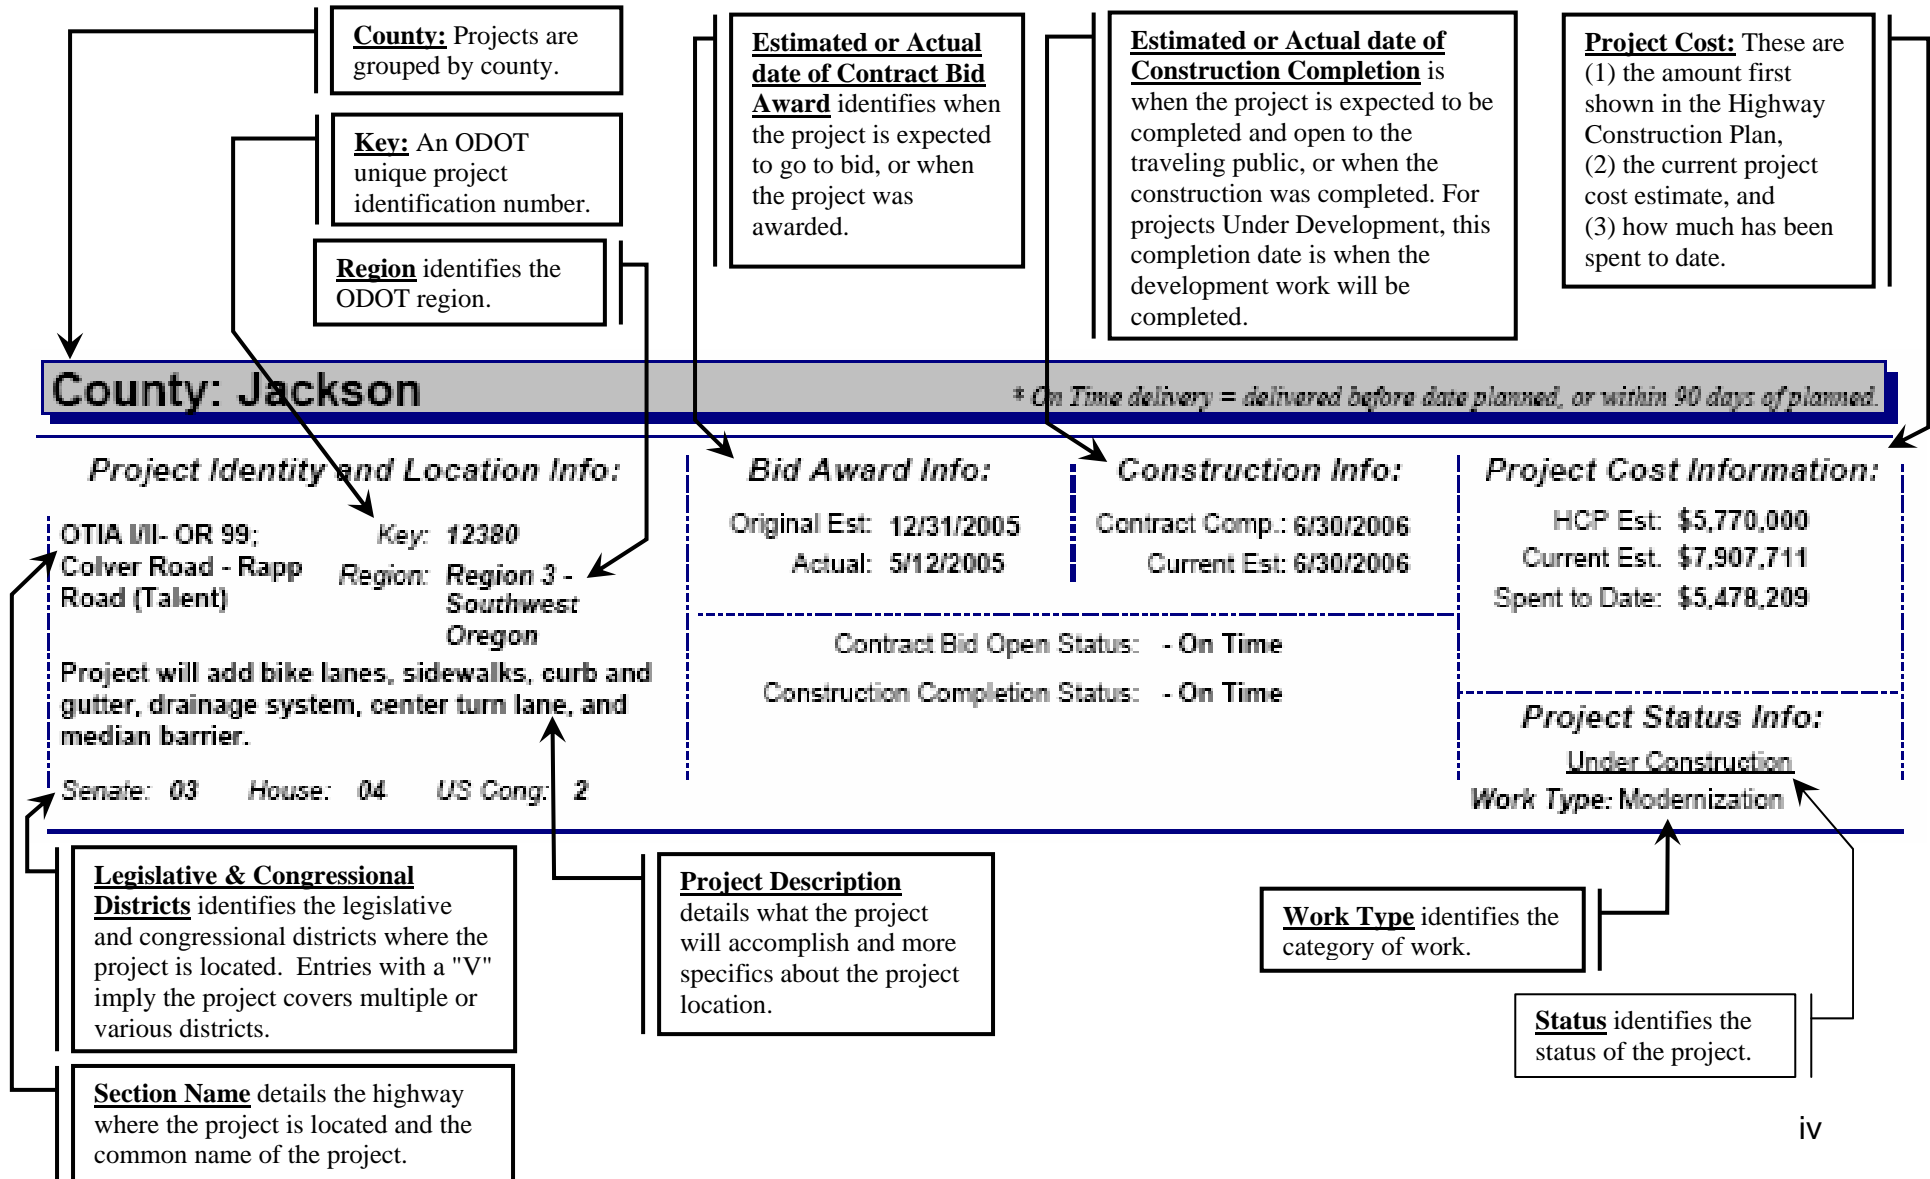 County: Projects are
grouped by county.
Key: An ODOT
unique project
identification number.
Region identifies the
ODOT region.
Estimated or Actual
date of Contract Bid
Award identifies when
the project is expected
to go to bid, or when
the project was
awarded.
Estimated or Actual date of
Construction Completion is
when the project is expected to be
completed and open to the
traveling public, or when the
construction was completed. For
projects Under Development, this
completion date is when the
development work will be
completed.
Project Cost: These are
(1) the amount first
shown in the Highway
Construction Plan,
(2) the current project
cost estimate, and
(3) how much has been
spent to date.
County: Jackson
* On Time delivery = delivered before date planned, or within 90 days of planned.
Project Identity and Location Info:
OTIA I/II- OR 99;
Colver Road - Rapp
Road (Talent)
Key: 12380
Region: Region 3 -
Southwest
Oregon
Project will add bike lanes, sidewalks, curb and
gutter, drainage system, center turn lane, and
median barrier.
Senate: 03 House: 04 US Cong: 2
Bid Award Info:
Original Est: 12/31/2005
Actual: 5/12/2005
Construction Info:
Contract Comp.: 6/30/2006
Current Est: 6/30/2006
Contract Bid Open Status: - On Time
Construction Completion Status: - On Time
Project Cost Information:
HCP Est: $5,770,000
Current Est. $7,907,711
Spent to Date: $5,478,209
Project Status Info:
Under Construction
Work Type: Modernization
Legislative & Congressional
Districts identifies the legislative
and congressional districts where the
project is located. Entries with a "V"
imply the project covers multiple or
various districts.
Section Name details the highway
where the project is located and the
common name of the project.
Project Description
details what the project
will accomplish and more
specifics about the project
location.
Work Type identifies the
category of work.
Status identifies the
status of the project.
iv